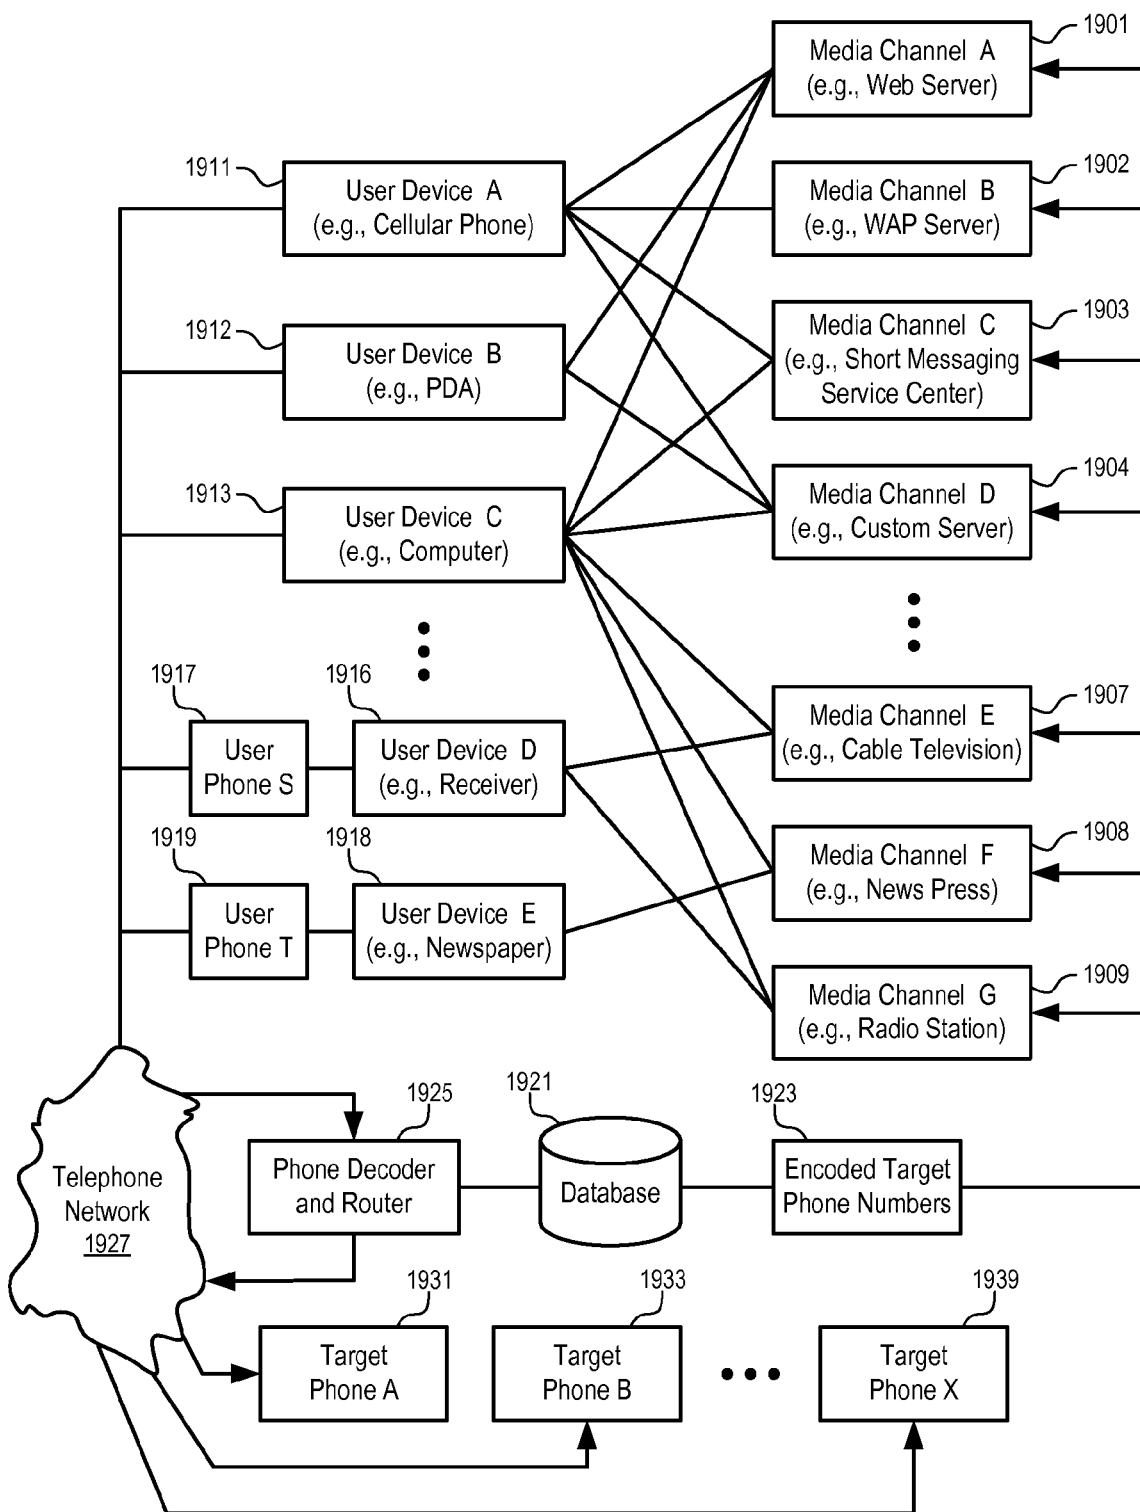 1901
Media Channel A
(e.g., Web Server)
1911
User Device A
(e.g., Cellular Phone)
1902
Media Channel B
(e.g., WAP Server)
1912
User Device B
(e.g., PDA)
1903
Media Channel C
(e.g., Short Messaging
Service Center)
1913
User Device C
(e.g., Computer)
1904
Media Channel D
(e.g., Custom Server)
1917
User
Phone S
1916
User Device D
(e.g., Receiver)
1907
Media Channel E
(e.g., Cable Television)
1919
User
Phone T
1918
User Device E
(e.g., Newspaper)
1908
Media Channel F
(e.g., News Press)
1909
Media Channel G
(e.g., Radio Station)
Telephone
Network
1927
1925
Phone Decoder
and Router
1921
Database
1923
Encoded Target
Phone Numbers
1931
Target
Phone A
1933
Target
Phone B
1939
Target
Phone X